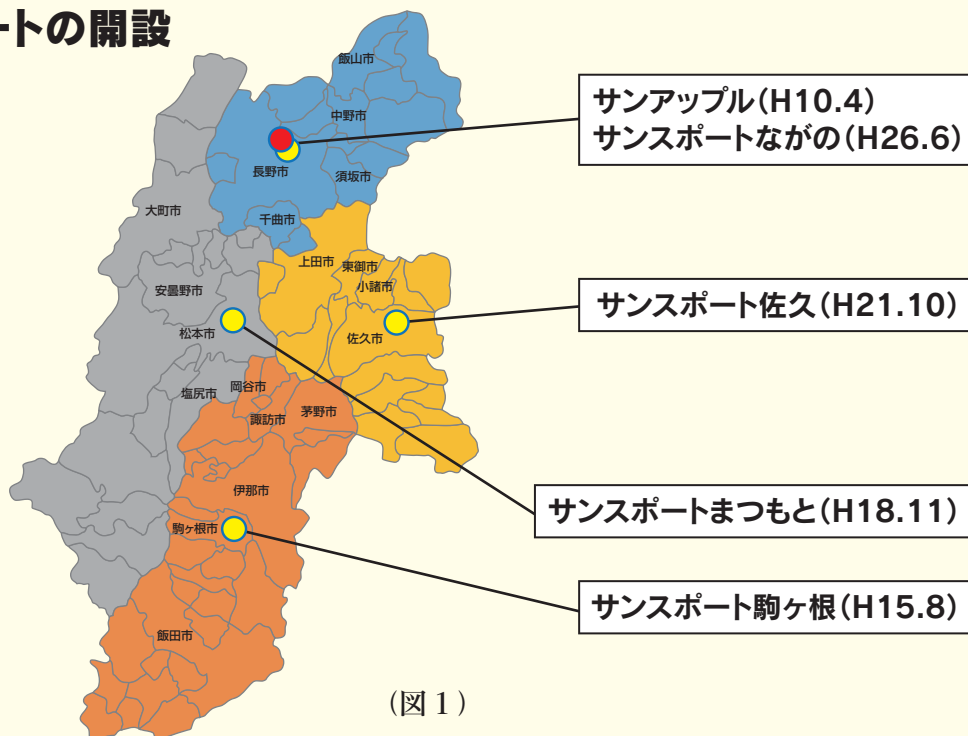 ートの開設
飯山市
中野市
サンアップル(H10.4)
サンスポートながの(H26.6)
長野市
須坂市
千曲市
大町市
上田市
東御市
小諸市
安曇野市
サンスポート佐久(H21.10)
松本市
佐久市
塩尻市
岡谷市
諏訪市
茅野市
伊那市
サンスポートまつもと(H18.11)
駒ヶ根市
サンスポート駒ヶ根(H15.8)
飯田市
(図1)